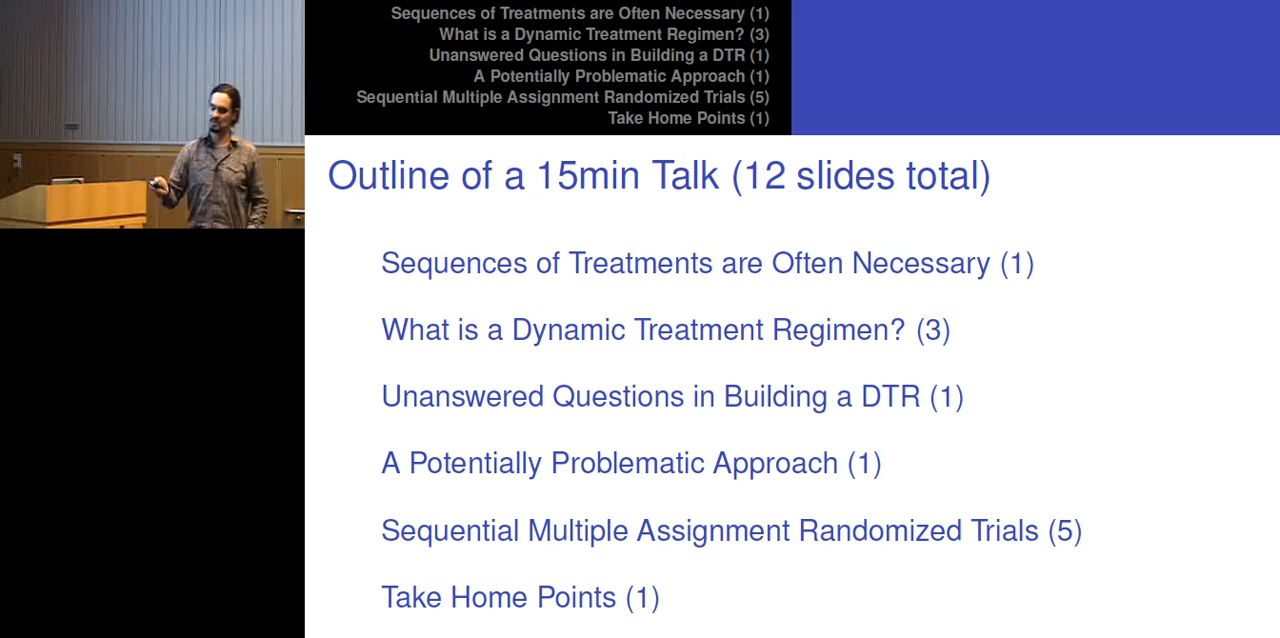 Sequences of Treatments are Often Necessary (1)
What is a Dynamic Treatment Regimen? (3)
Unanswered Questions in Building a DTR (1)
A Potentially Problematic Approach (1)
Sequential Multiple Assignment Randomized Trials (5)
Take Home Points (1)
Outline of a 15min Talk (12 slides total)
Sequences of Treatments are Often Necessary (1)
What is a Dynamic Treatment Regimen? (3)
Unanswered Questions in Building a DTR (1)
A Potentially Problematic Approach (1)
Sequential Multiple Assignment Randomized Trials (5)
Take Home Points (1)